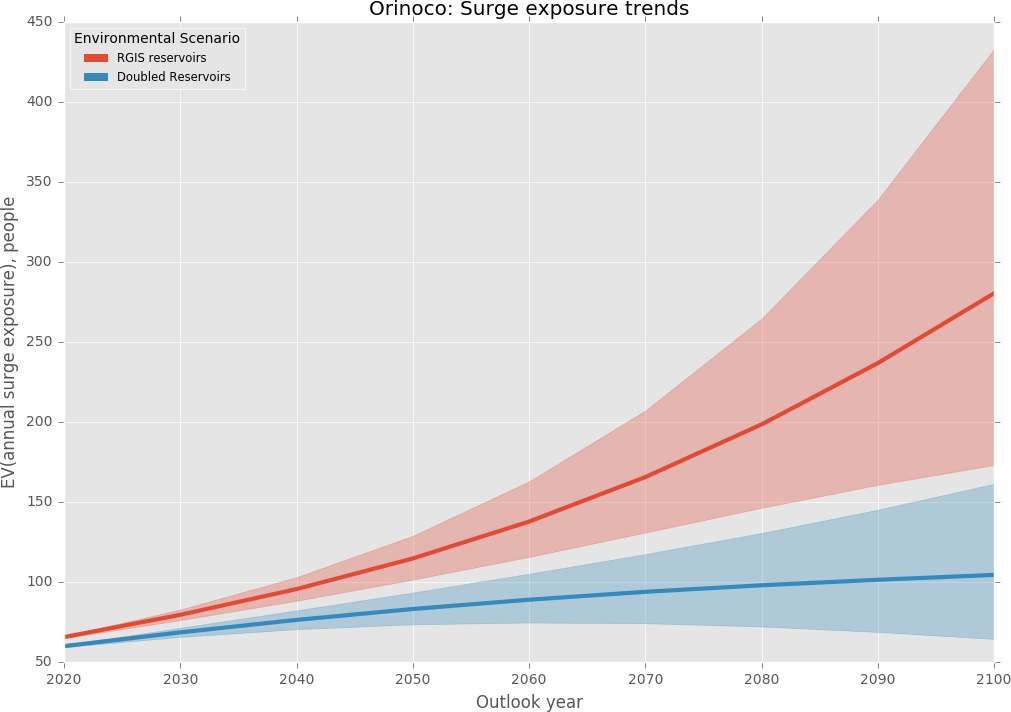 Orinoco: Surge exposure trends
Environmental Scenario
RGIS reservoirs
Doubled Reservoirs
EV(annual surge exposure), people
450
400
350
300
250
200
150
100
50
2020 2030 2040 2050 2060 2070 2080 2090 2100
Outlook year